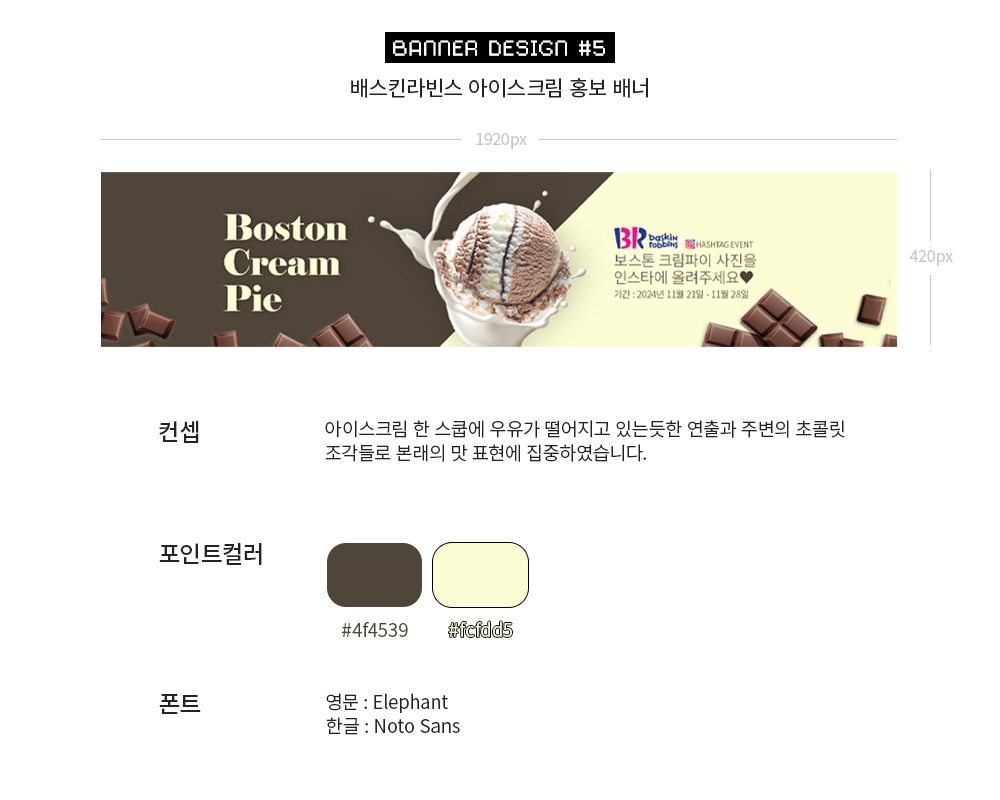 BANNER DESIGN #5
배스킨라빈스 아이스크림 홍보 배너
1920px
420px
Boston
Cream
Pie
BR baskin robbins HASHTAG EVENT
보스톤 크림파이 사진을
인스타에 올려주세요♥
기간 : 2024년 11월 21일 - 11월 28일
컨셉
아이스크림 한 스쿱에 우유가 떨어지고 있는듯한 연출과 주변의 초콜릿
조각들로 본래의 맛 표현에 집중하였습니다.
포인트컬러
#4f4539
#fcfdd5
폰트
영문 : Elephant
한글 : Noto Sans